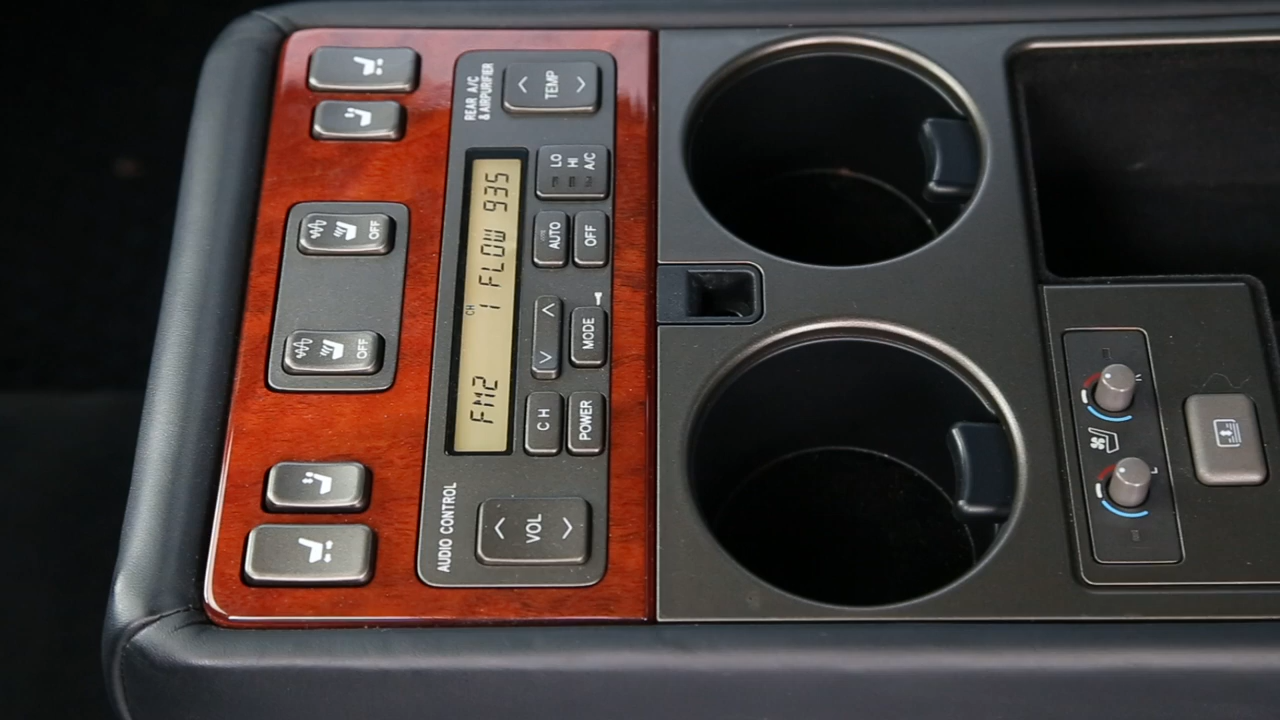 REAR A/C
& AIRPURIFIER
TEMP
LO
HI
A/C
AUTO
OFF
OFF
OFF
CH
FM2 1 FLOW 935
MODE
CH
POWER
AUDIO CONTROL
VOL